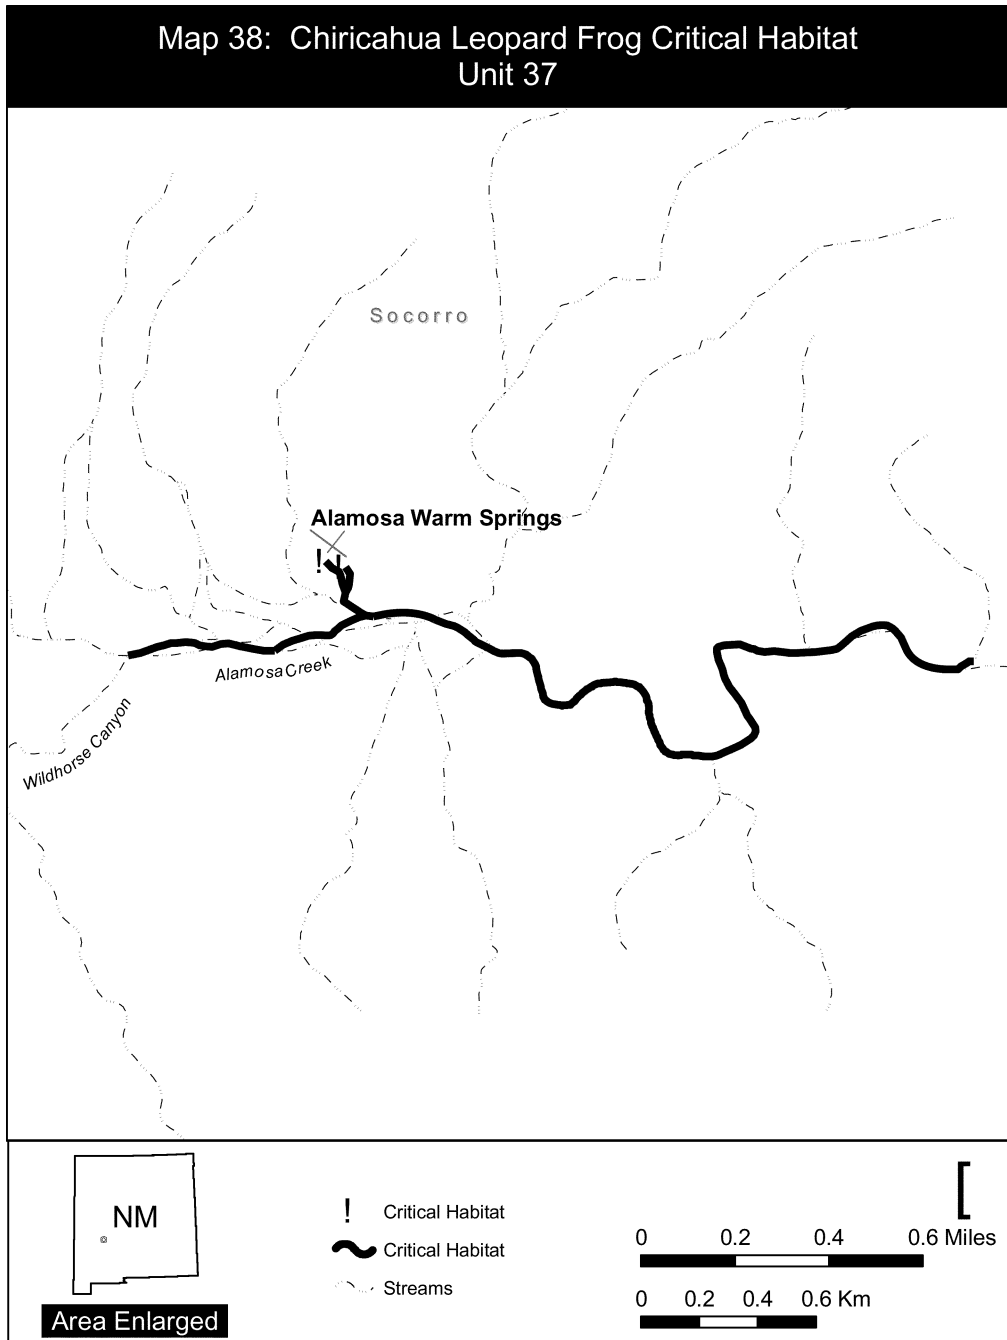 Map 38: Chiricahua Leopard Frog Critical Habitat
Unit 37
Socorro
Alamosa Warm Springs
!
Alamosa Creek
Wildhorse Canyon
NM
Area Enlarged
! Critical Habitat
Critical Habitat
Streams
[
0 0.2 0.4 0.6 Miles
0 0.2 0.4 0.6 Km